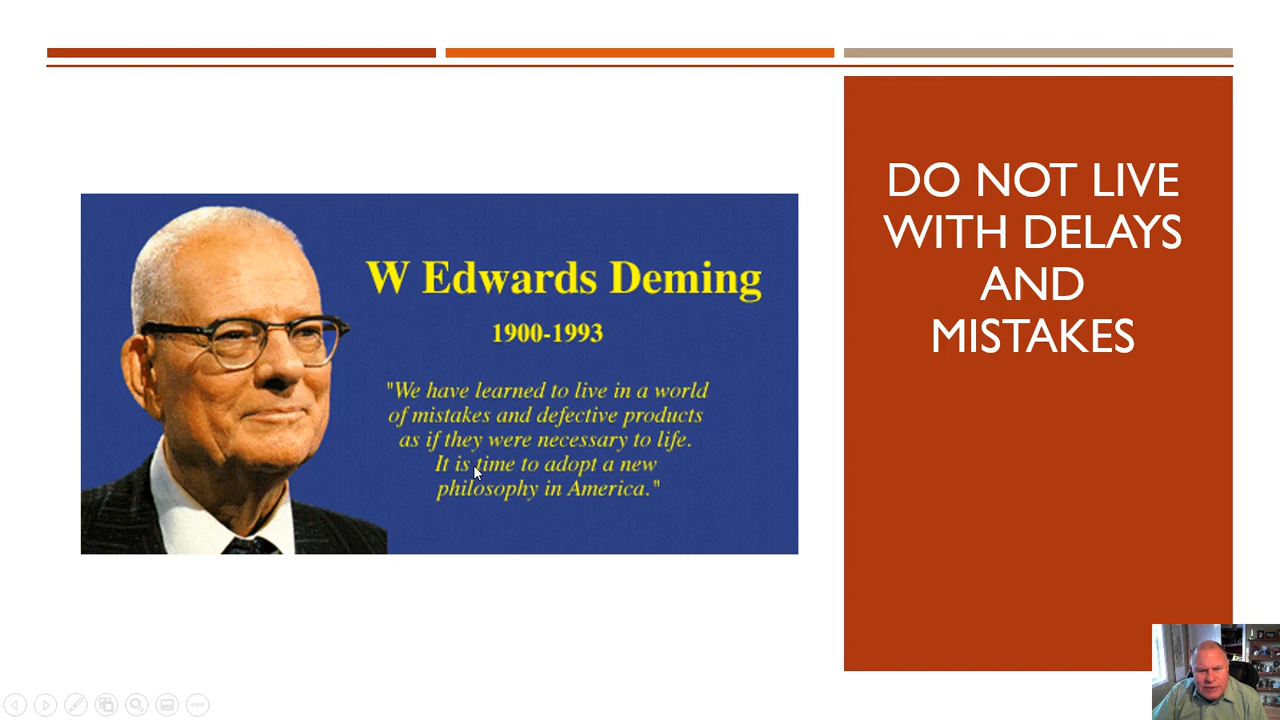 W Edwards Deming
1900-1993
"We have learned to live in a world
of mistakes and defective products
as if they were necessary to life.
It is time to adopt a new
philosophy in America."
DO NOT LIVE
WITH DELAYS
AND
MISTAKES